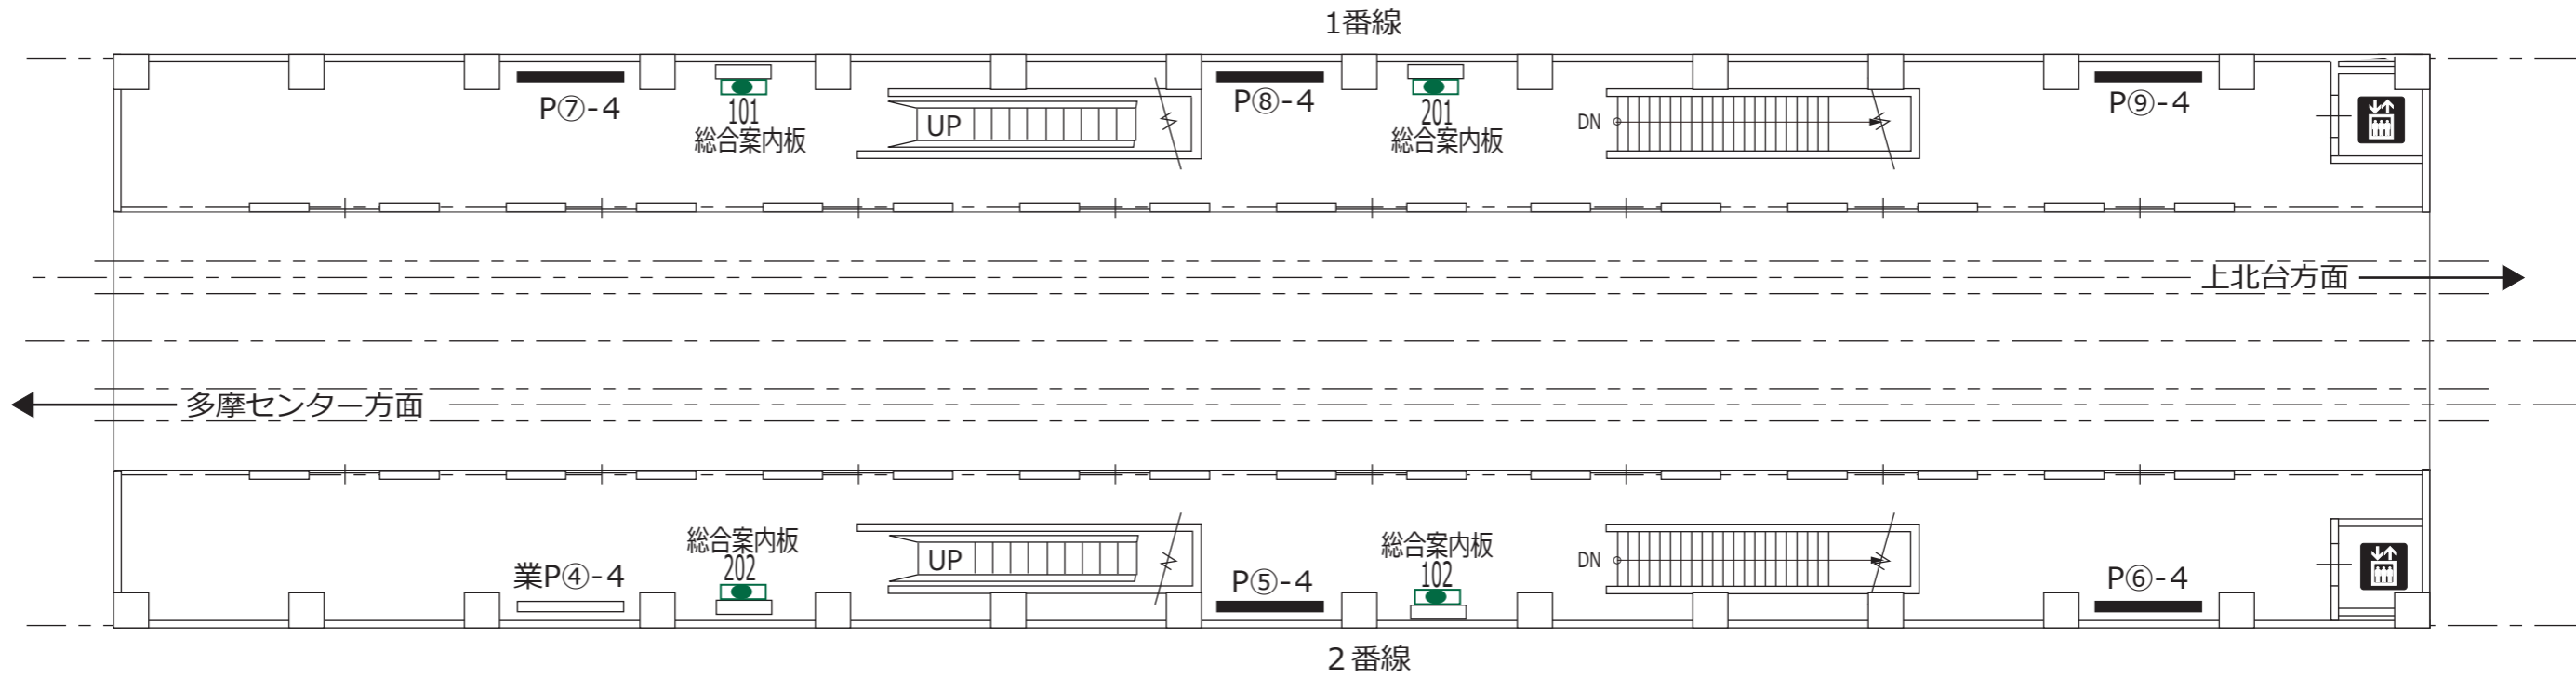 1番線
P⑦-4
101
総合案内板
UP
P⑧-4
201
総合案内板
DN
P⑨-4
上北台方面
多摩センター方面
業P④-4
総合案内板
202
UP
P⑤-4
総合案内板
102
DN
P⑥-4
２番線